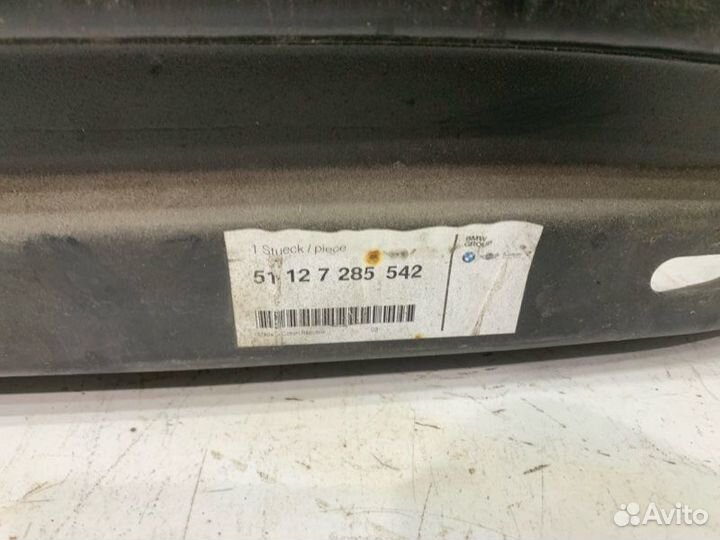 1 Stueck / piece
51 12 7 285 542
BMW
GROUP
Avito